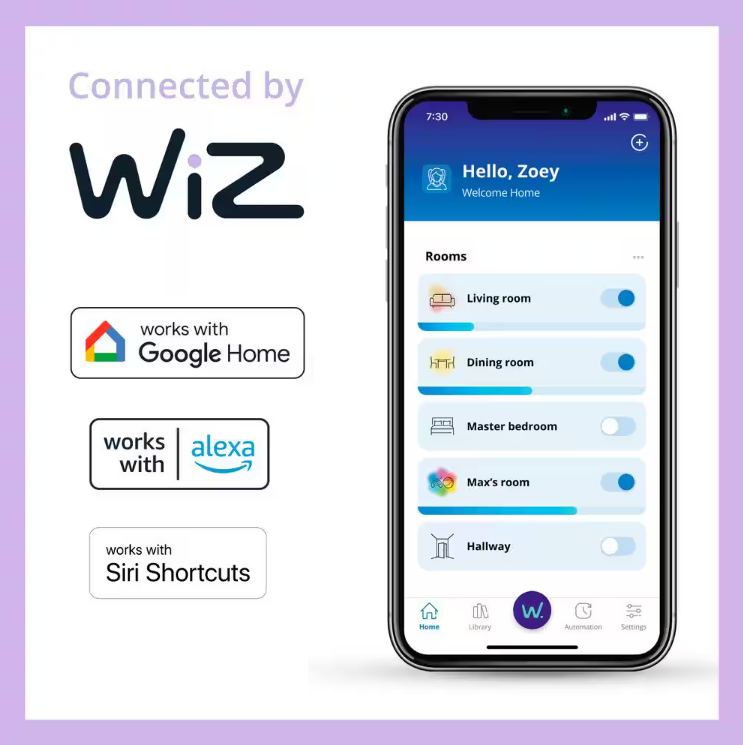 Connected by
WiZ
works with
Google Home
works
with
alexa
works with
Siri Shortcuts
7:30
Hello, Zoey
Welcome Home
Rooms
Living room
Dining room
Master bedroom
Max's room
Hallway
W.
Home
Library
Automation
Settings